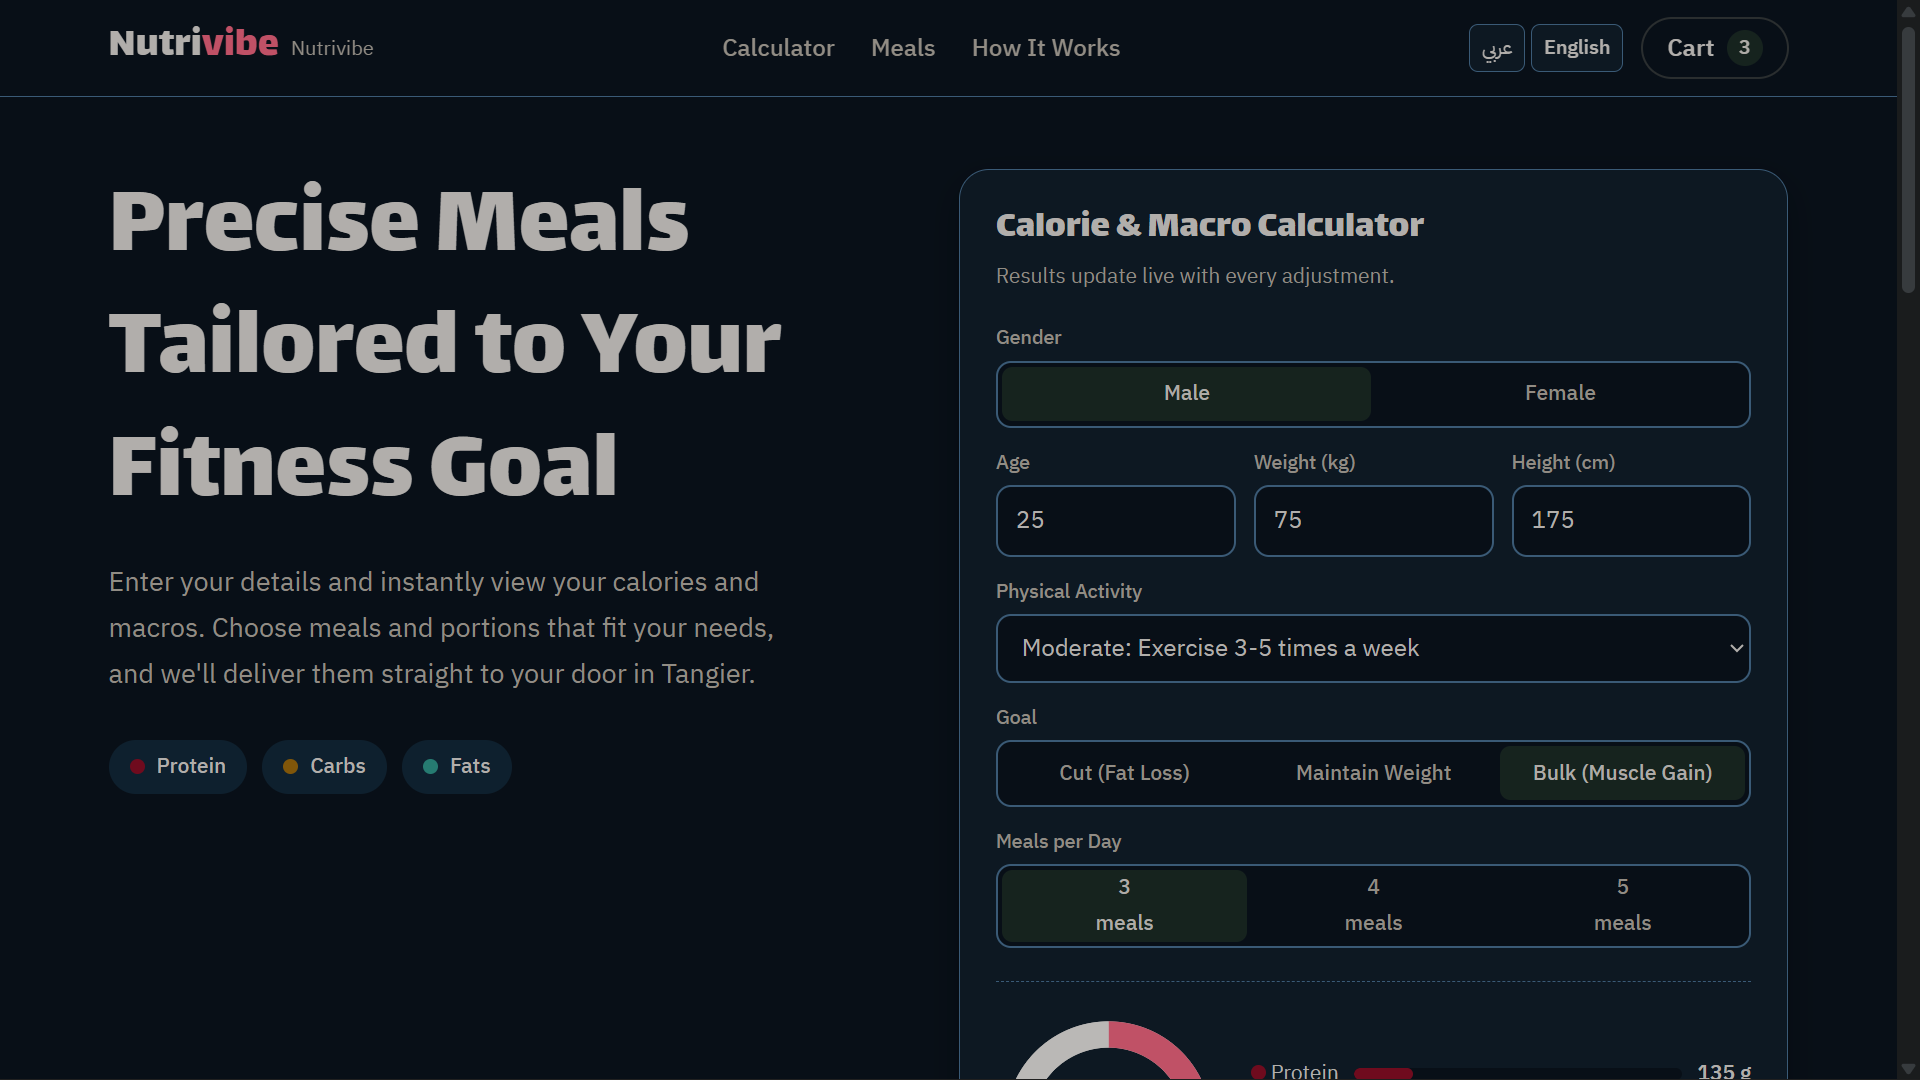 Nutrivibe Nutrivibe
Calculator Meals How It Works
عربي English Cart 3
Precise Meals
Tailored to Your
Fitness Goal
Enter your details and instantly view your calories and
macros. Choose meals and portions that fit your needs,
and we'll deliver them straight to your door in Tangier.
Protein Carbs Fats
Calorie & Macro Calculator
Results update live with every adjustment.
Gender
Male Female
Age Weight (kg) Height (cm)
25 75 175
Physical Activity
Moderate: Exercise 3-5 times a week
Goal
Cut (Fat Loss) Maintain Weight Bulk (Muscle Gain)
Meals per Day
3 4 5
meals meals meals
Protein 135 g